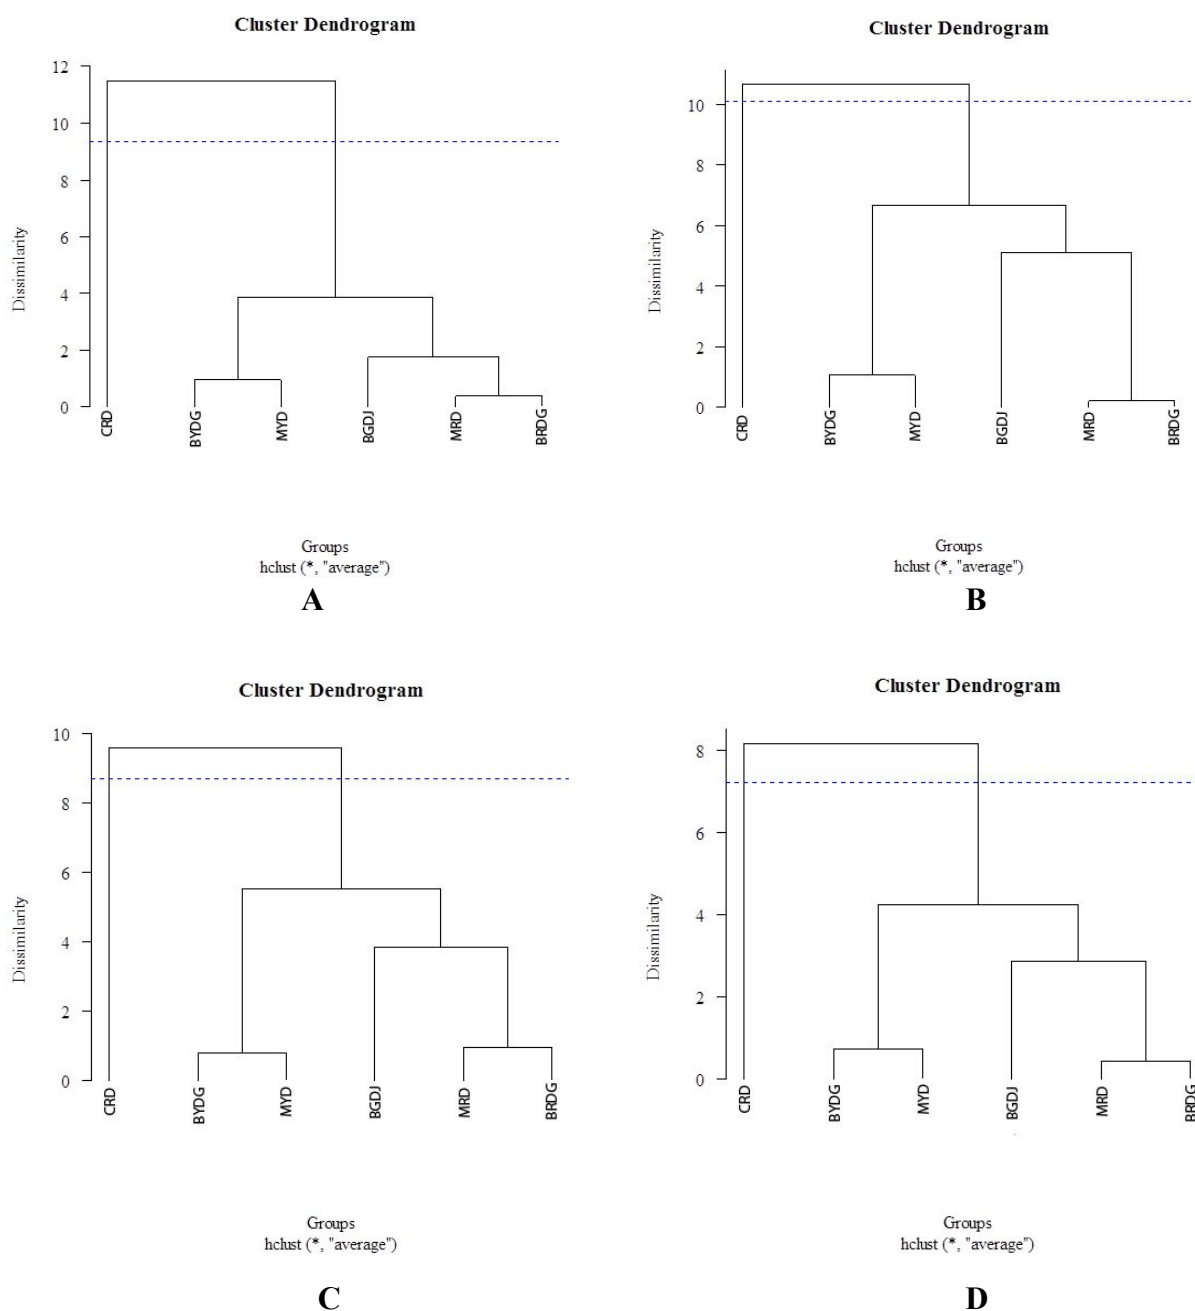 Cluster Dendrogram
12
10
8
6
4
2
0
Dissimilarity
CRD
BYDG
MYD
BGDJ
MRD
BRDG
Groups
hclust (*, "average")
A
Cluster Dendrogram
10
8
6
4
2
0
Dissimilarity
CRD
BYDG
MYD
BGDJ
MRD
BRDG
Groups
hclust (*, "average")
B
Cluster Dendrogram
10
8
6
4
2
0
Dissimilarity
CRD
BYDG
MYD
BGDJ
MRD
BRDG
Groups
hclust (*, "average")
C
Cluster Dendrogram
8
6
4
2
0
Dissimilarity
CRD
BYDG
MYD
BGDJ
MRD
BRDG
Groups
hclust (*, "average")
D